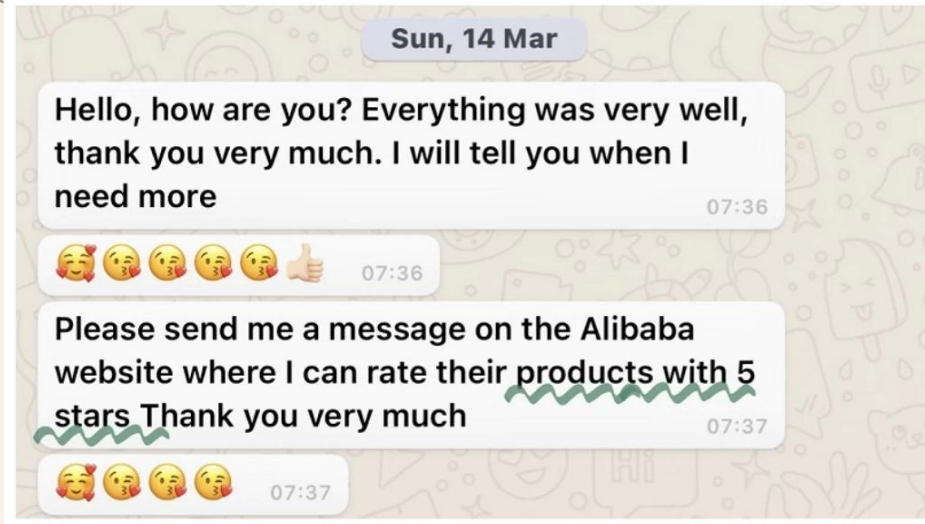 Sun, 14 Mar
Hello, how are you? Everything was very well,
thank you very much. I will tell you when I
need more
07:36
🥰😘😘😘😘👍🏻 07:36
Please send me a message on the Alibaba
website where I can rate their products with 5
stars Thank you very much
07:37
🥰😘😘😘 07:37
Hi